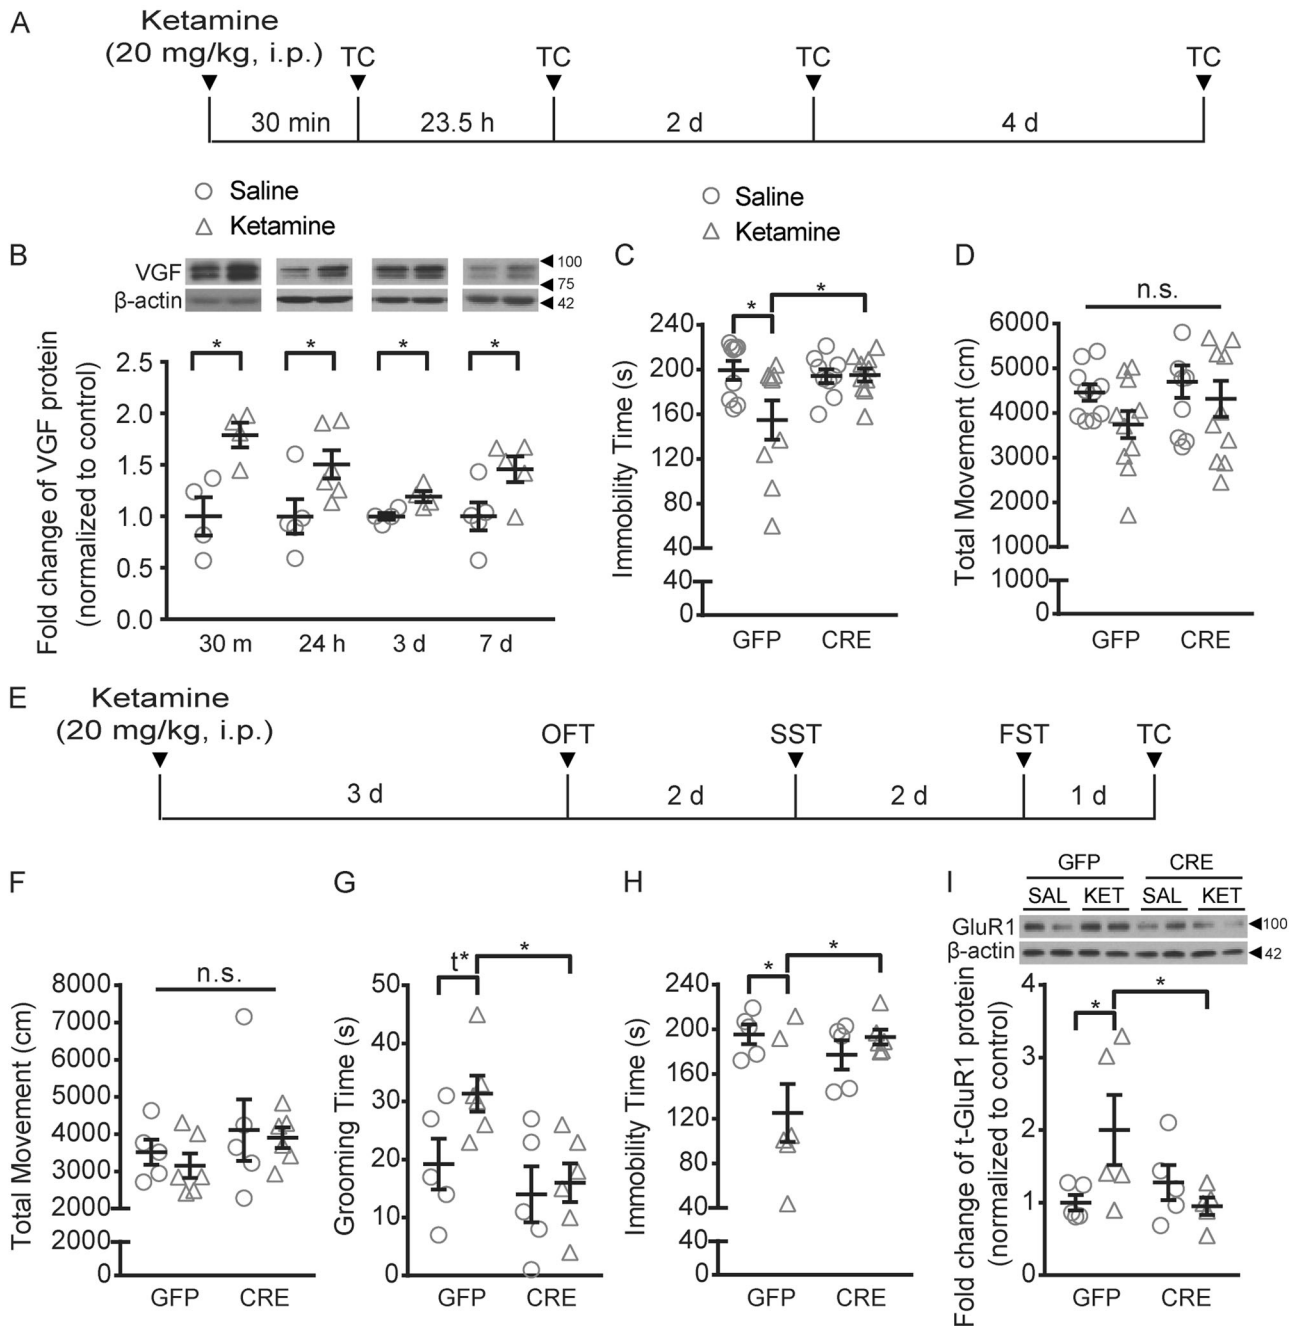 A
Ketamine
(20 mg/kg, i.p.)
TC
TC
TC
TC
30 min
23.5 h
2 d
4 d
Saline
Ketamine
Saline
Ketamine
B
VGF
β-actin
100
75
42
Fold change of VGF protein
(normalized to control)
2.5
2.0
1.5
1.0
0.5
0.0
*
*
*
*
30 m
24 h
3 d
7 d
C
Immobility Time (s)
240
200
160
120
80
40
40
0
*
*
GFP
CRE
D
Total Movement (cm)
n.s.
6000
5000
4000
3000
2000
1000
1000
0
GFP
CRE
E
Ketamine
(20 mg/kg, i.p.)
OFT
SST
FST
TC
3 d
2 d
2 d
1 d
F
Total Movement (cm)
n.s.
8000
7000
6000
5000
4000
3000
2000
2000
0
GFP
CRE
G
Grooming Time (s)
t*
*
50
40
30
20
10
0
GFP
CRE
H
Immobility Time (s)
*
*
240
200
160
120
80
40
40
0
GFP
CRE
I
GFP
CRE
SAL
KET
SAL
KET
GluR1
β-actin
100
42
Fold change of t-GluR1 protein
(normalized to control)
*
*
4
3
2
1
0
GFP
CRE